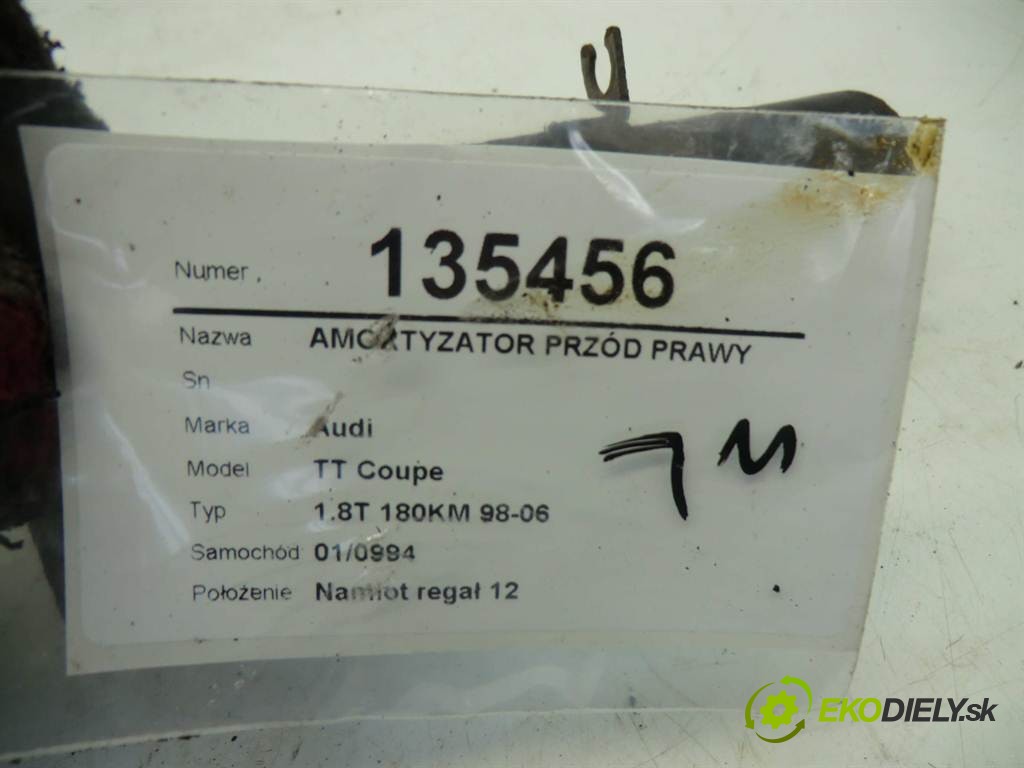 Numer 135456
Nazwa AMORTYZATOR PRZÓD PRAWY
Sn
Marka Audi
Model TT Coupe
Typ 1.8T 180KM 98-06
Samochód 01/0994
Położenie Namiot regał 12
EKODIELY.sk